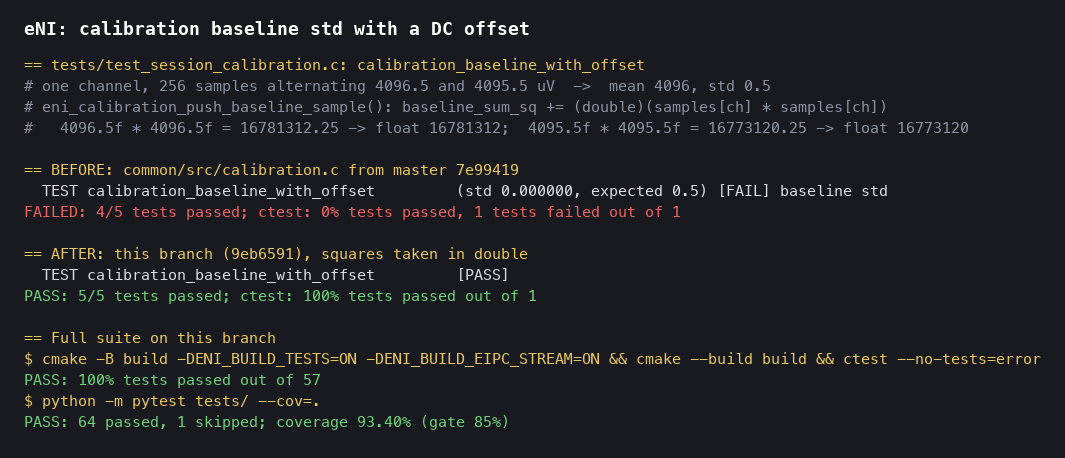 eNI: calibration baseline std with a DC offset
== tests/test_session_calibration.c: calibration_baseline_with_offset
# one channel, 256 samples alternating 4096.5 and 4095.5 uV  ->  mean 4096, std 0.5
# eni_calibration_push_baseline_sample(): baseline_sum_sq += (double)(samples[ch] * samples[ch])
#   4096.5f * 4096.5f = 16781312.25 -> float 16781312;  4095.5f * 4095.5f = 16773120.25 -> float 16773120
== BEFORE: common/src/calibration.c from master 7e99419
  TEST calibration_baseline_with_offset         (std 0.000000, expected 0.5) [FAIL] baseline std
FAILED: 4/5 tests passed; ctest: 0% tests passed, 1 tests failed out of 1
== AFTER: this branch (9eb6591), squares taken in double
  TEST calibration_baseline_with_offset         [PASS]
PASS: 5/5 tests passed; ctest: 100% tests passed out of 1
== Full suite on this branch
$ cmake -B build -DENI_BUILD_TESTS=ON -DENI_BUILD_EIPC_STREAM=ON && cmake --build build && ctest --no-tests=error
PASS: 100% tests passed out of 57
$ python -m pytest tests/ --cov=.
PASS: 64 passed, 1 skipped; coverage 93.40% (gate 85%)